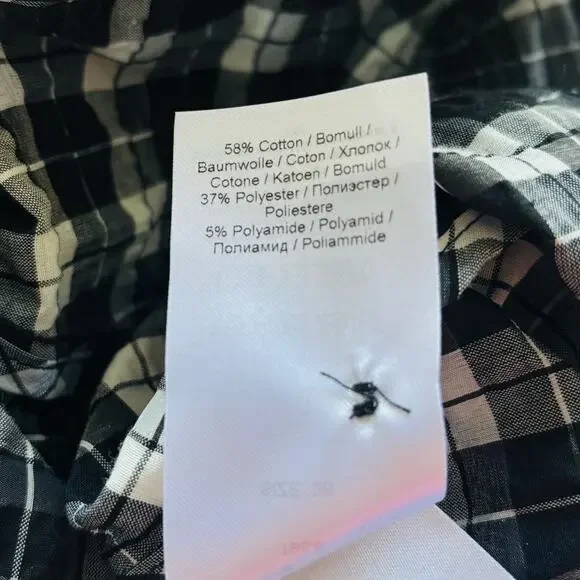 58% Cotton / Bomull /
Baumwolle / Coton / Хлопок /
Cotone / Katoen / Bomuld
37% Polyester / Полиэстер /
Poliestere
5% Polyamide / Polyamid /
Полиамид / Poliammide